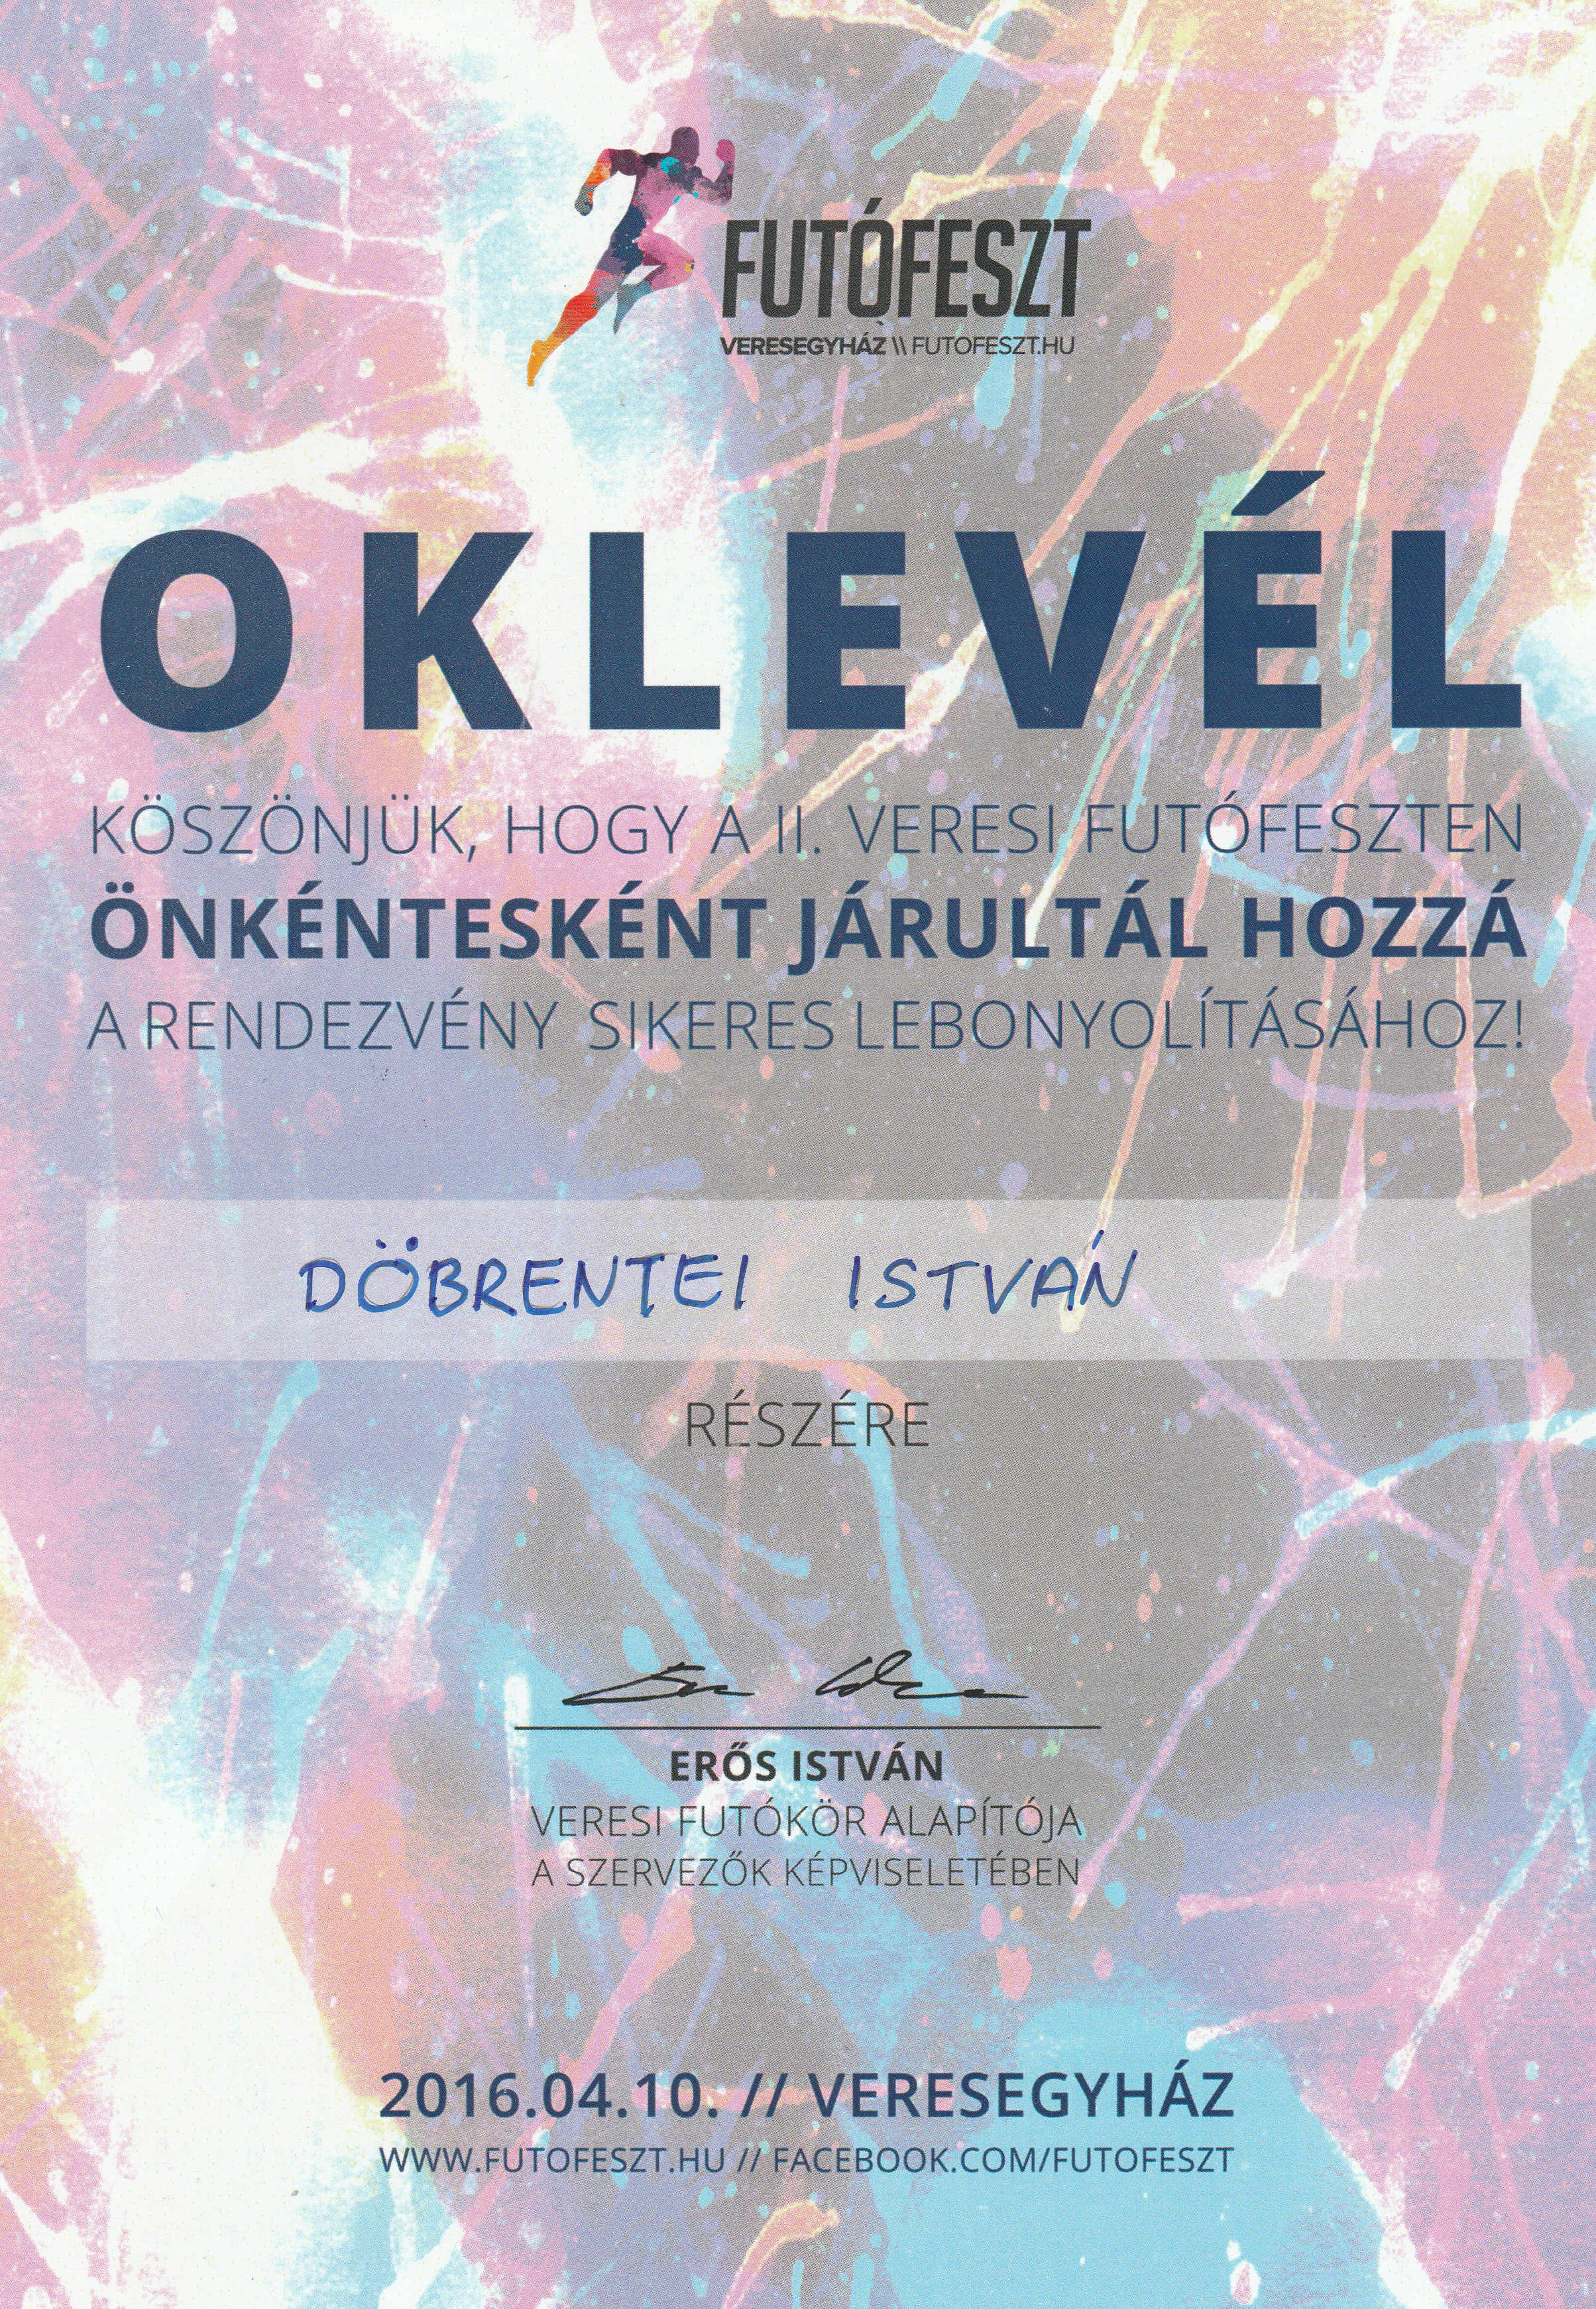 FUTÓFESZT
VERESEGYHÁZ \\ FUTOFESZT.HU
OKLEVÉL
KÖSZÖNJÜK, HOGY A II. VERESI FUTÓFESZTEN
ÖNKÉNTESKÉNT JÁRULTÁL HOZZÁ
A RENDEZVÉNY SIKERES LEBONYOLÍTÁSÁHOZ!
DÖBRENTEI ISTVÁN
RÉSZÉRE
ERŐS ISTVÁN
VERESI FUTÓKÖR ALAPÍTÓJA
A SZERVEZŐK KÉPVISELETÉBEN
2016.04.10. // VERESEGYHÁZ
WWW.FUTOFESZT.HU // FACEBOOK.COM/FUTOFESZT